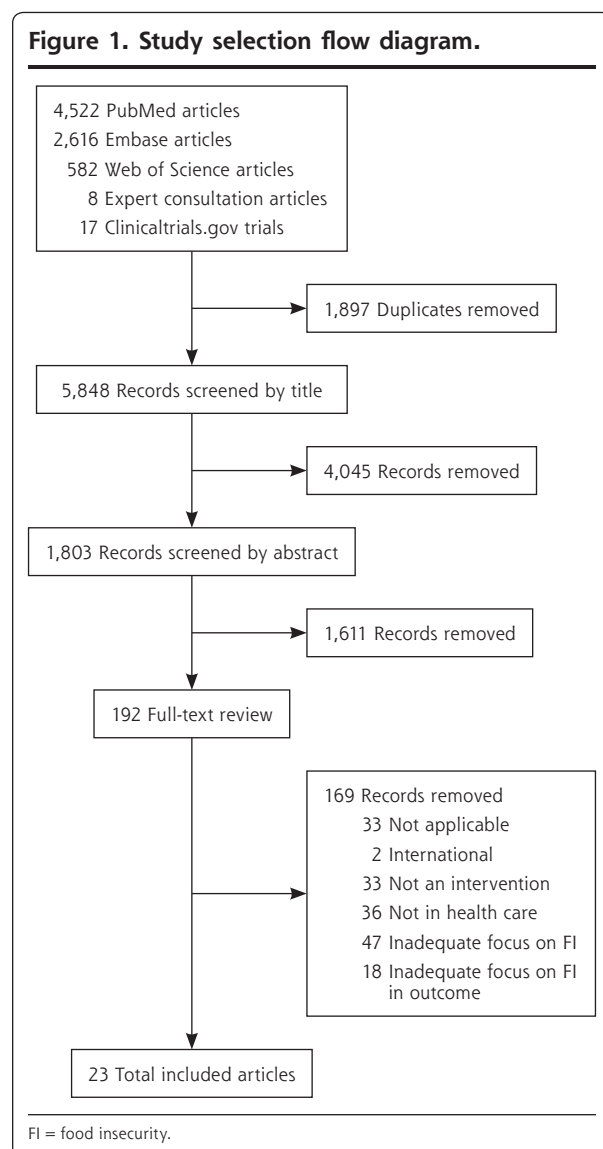 Figure 1. Study selection flow diagram.
4,522 PubMed articles
2,616 Embase articles
582 Web of Science articles
8 Expert consultation articles
17 Clinicaltrials.gov trials
1,897 Duplicates removed
5,848 Records screened by title
4,045 Records removed
1,803 Records screened by abstract
1,611 Records removed
192 Full-text review
169 Records removed
33 Not applicable
2 International
33 Not an intervention
36 Not in health care
47 Inadequate focus on FI
18 Inadequate focus on FI
in outcome
23 Total included articles
FI = food insecurity.